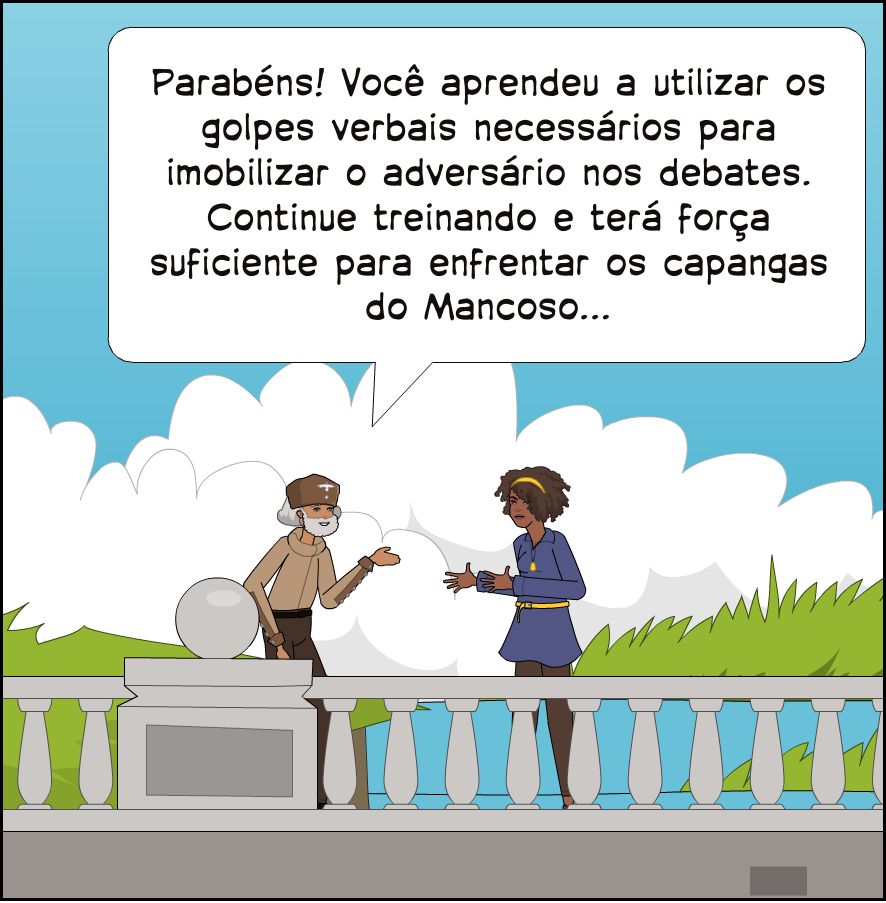 Parabéns! Você aprendeu a utilizar os
golpes verbais necessários para
imobilizar o adversário nos debates.
Continue treinando e terá força
suficiente para enfrentar os capangas
do Mancoso...